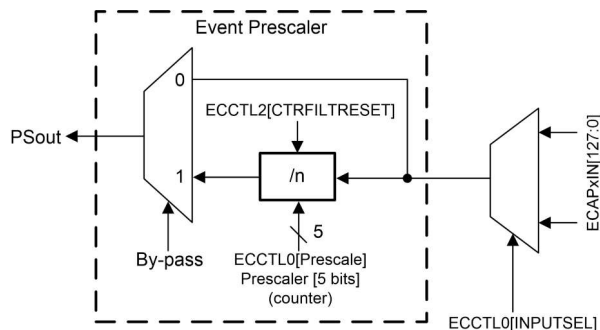 Event Prescaler
0
ECCTL2[CTRFILTRESET]
PSout
/n
1
ECAPxIN[127:0]
5
By-pass
ECCTL0[Prescale]
Prescaler [5 bits]
(counter)
ECCTL0[INPUTSEL]